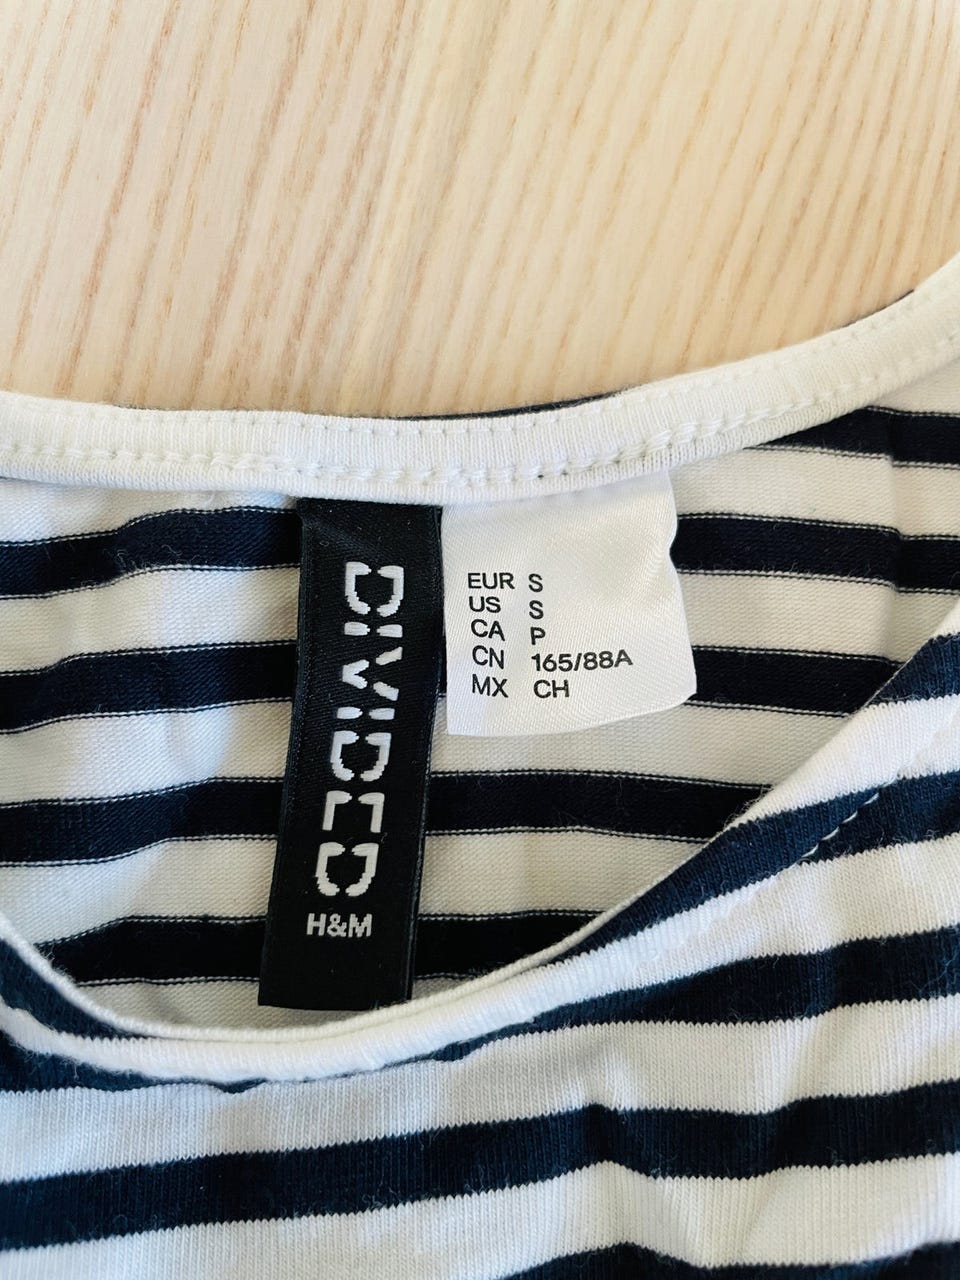 DIVIDED
H&M
EUR S
US S
CA P
CN 165/88A
MX CH